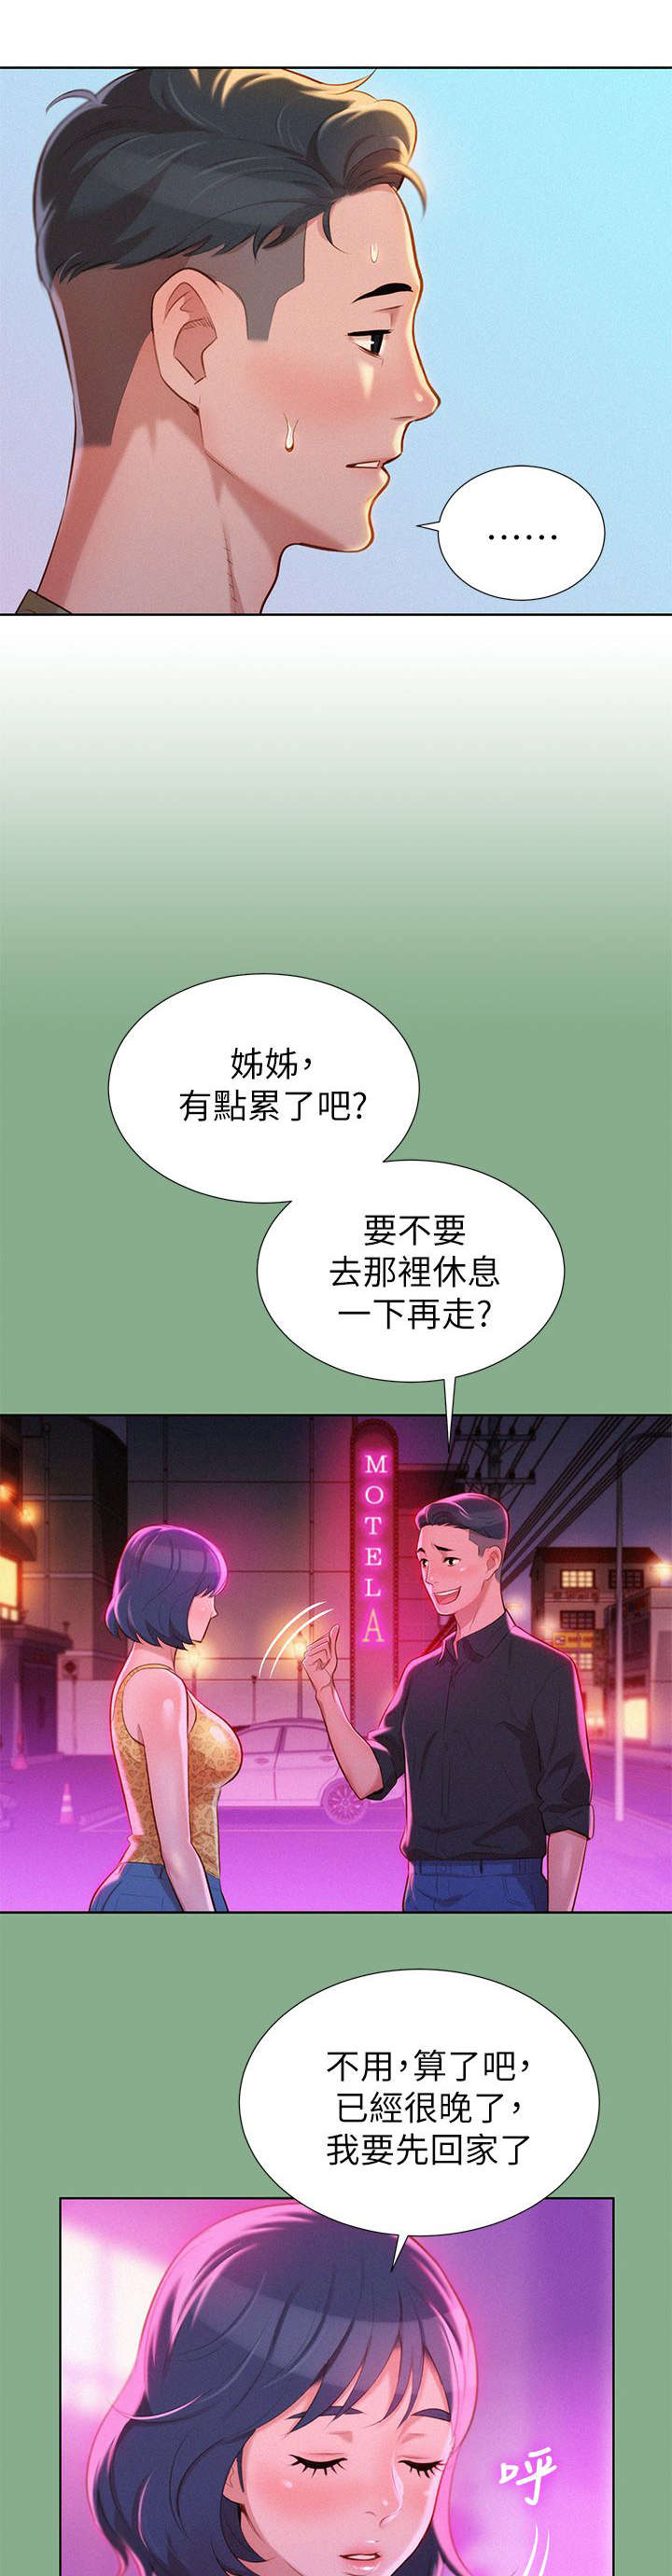 ……
姊姊，
有點累了吧？
要不要
去那裡休息
一下再走？
MOTEL A
不用，算了吧，
已經很晚了，
我要先回家了
呼